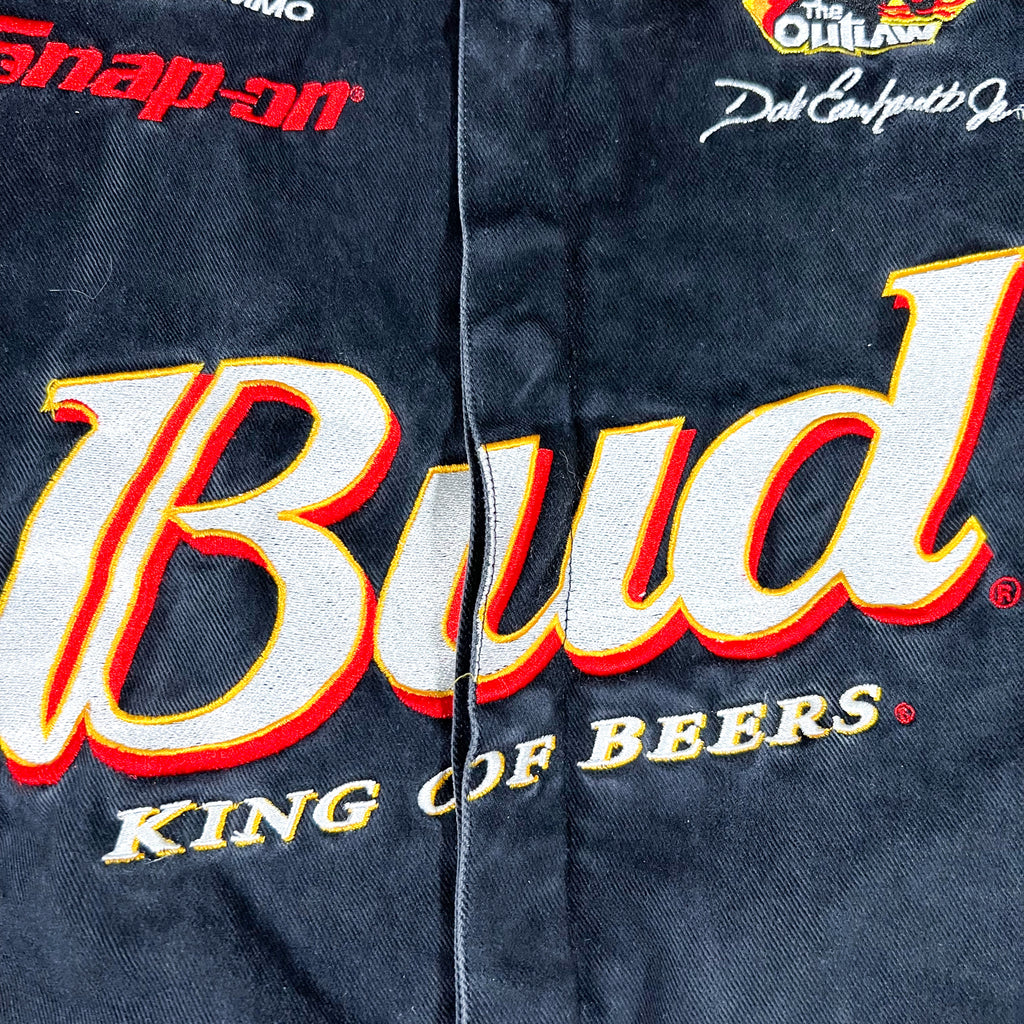 Snap-on®
The
Outlaw
Dale Earnhardt Jr.
Bud®
KING OF BEERS®